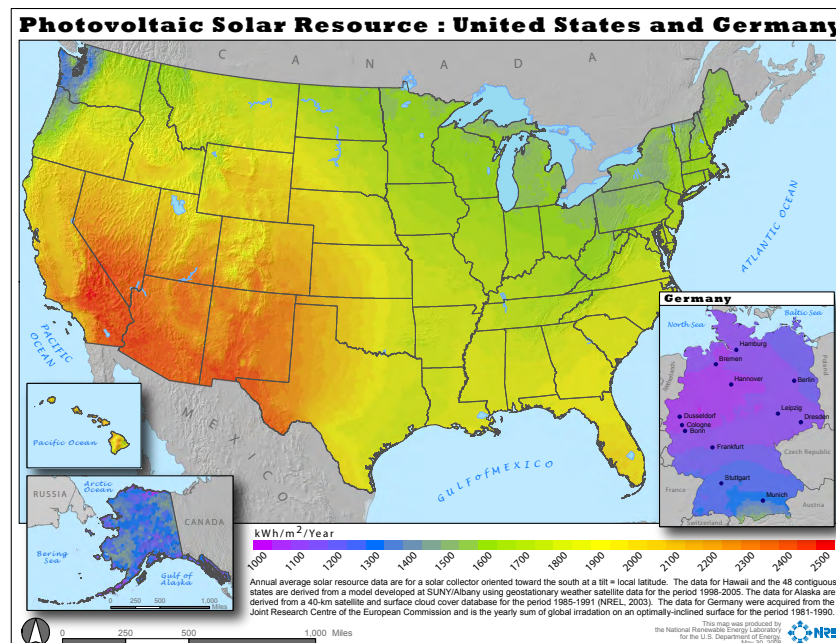 Photovoltaic Solar Resource : United States and Germany
C A N A D A
ATLANTIC OCEAN
PACIFIC OCEAN
MEXICO
GULF of MEXICO
Pacific Ocean
Arctic Ocean
RUSSIA
CANADA
Bering Sea
Gulf of Alaska
0 250 500 1,000 Miles
Germany
North Sea
Baltic Sea
Hamburg
Bremen
Netherlands
Poland
Berlin
Hannover
Leipzig
Dusseldorf
Dresden
Cologne
Bonn
Frankfurt
Czech Republic
Stuttgart
France
Munich
Austria
Switzerland
kWh/m2/Year
1000 1100 1200 1300 1400 1500 1600 1700 1800 1900 2000 2100 2200 2300 2400 2500
Annual average solar resource data are for a solar collector oriented toward the south at a tilt = local latitude. The data for Hawaii and the 48 contiguous
states are derived from a model developed at SUNY/Albany using geostationary weather satellite data for the period 1998-2005. The data for Alaska are
derived from a 40-km satellite and surface cloud cover database for the period 1985-1991 (NREL, 2003). The data for Germany were acquired from the
Joint Research Centre of the European Commission and is the yearly sum of global irradiation on an optimally-inclined surface for the period 1981-1990.
0 250 500 1,000 Miles
This map was produced by
the National Renewable Energy Laboratory
for the U.S. Department of Energy.